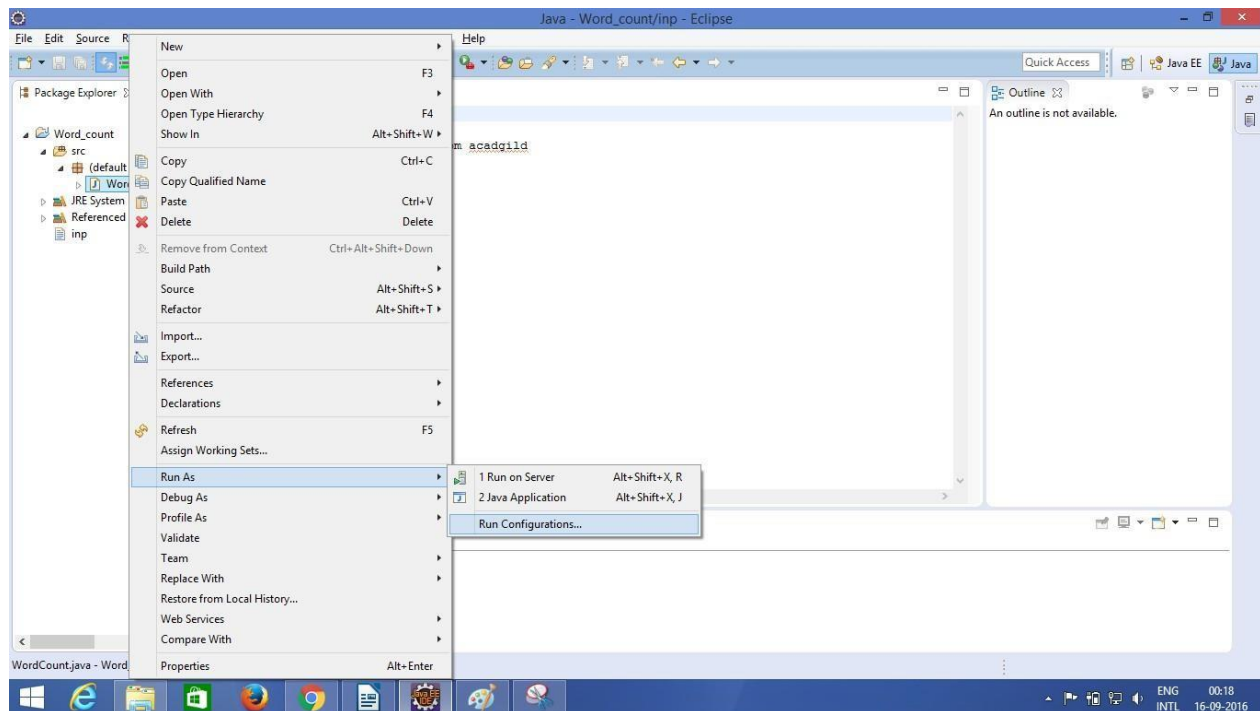 Java - Word_count/inp - Eclipse
File Edit Source R Help
Quick Access Java EE Java
Package Explorer
Word_count
src
(default
Wor
JRE System
Referenced
inp
New
Open F3
Open With
Open Type Hierarchy F4
Show In Alt+Shift+W
Copy Ctrl+C
Copy Qualified Name
Paste Ctrl+V
Delete Delete
Remove from Context Ctrl+Alt+Shift+Down
Build Path
Source Alt+Shift+S
Refactor Alt+Shift+T
Import...
Export...
References
Declarations
Refresh F5
Assign Working Sets...
Run As
Debug As
Profile As
Validate
Team
Replace With
Restore from Local History...
Web Services
Compare With
Properties Alt+Enter
m acadgild
1 Run on Server Alt+Shift+X, R
2 Java Application Alt+Shift+X, J
Run Configurations...
Outline
An outline is not available.
WordCount.java - Word
ENG 00:18
INTL 16-09-2016